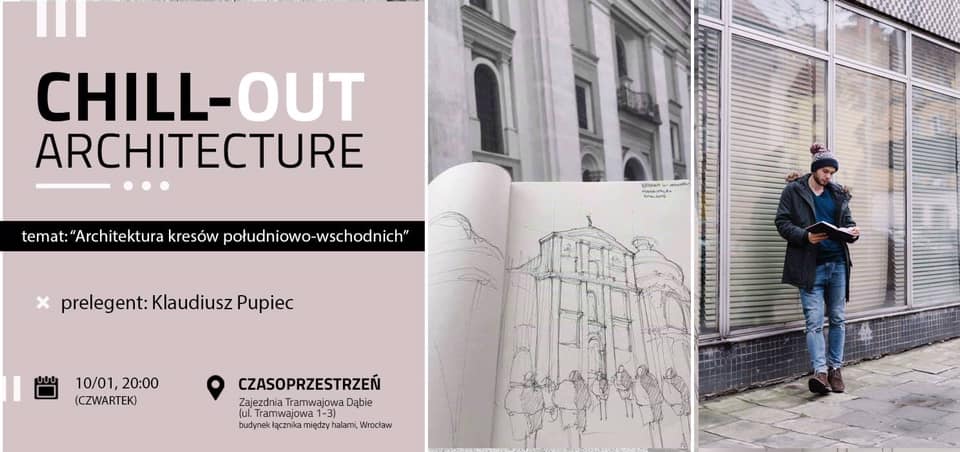 CHILL-OUT
ARCHITECTURE
temat: "Architektura kresów południowo-wschodnich”
prelegent: Klaudiusz Pupiec
10/01, 20:00
(CZWARTEK)
CZASOPRZESTRZEŃ
Zajezdnia Tramwajowa Dąbie
(ul. Tramwajowa 1-3)
budynek łącznika między halami, Wrocław